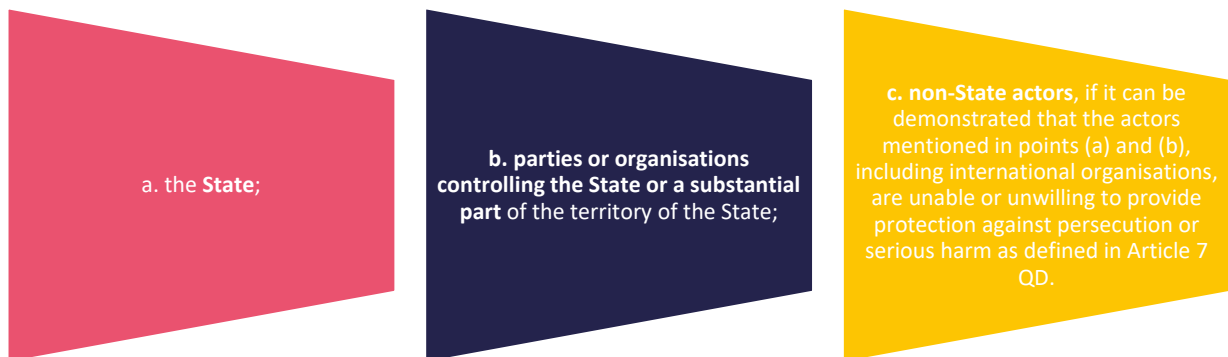 a. the State;
b. parties or organisations
controlling the State or a substantial
part of the territory of the State;
c. non-State actors, if it can be
demonstrated that the actors
mentioned in points (a) and (b),
including international organisations,
are unable or unwilling to provide
protection against persecution or
serious harm as defined in Article 7
QD.